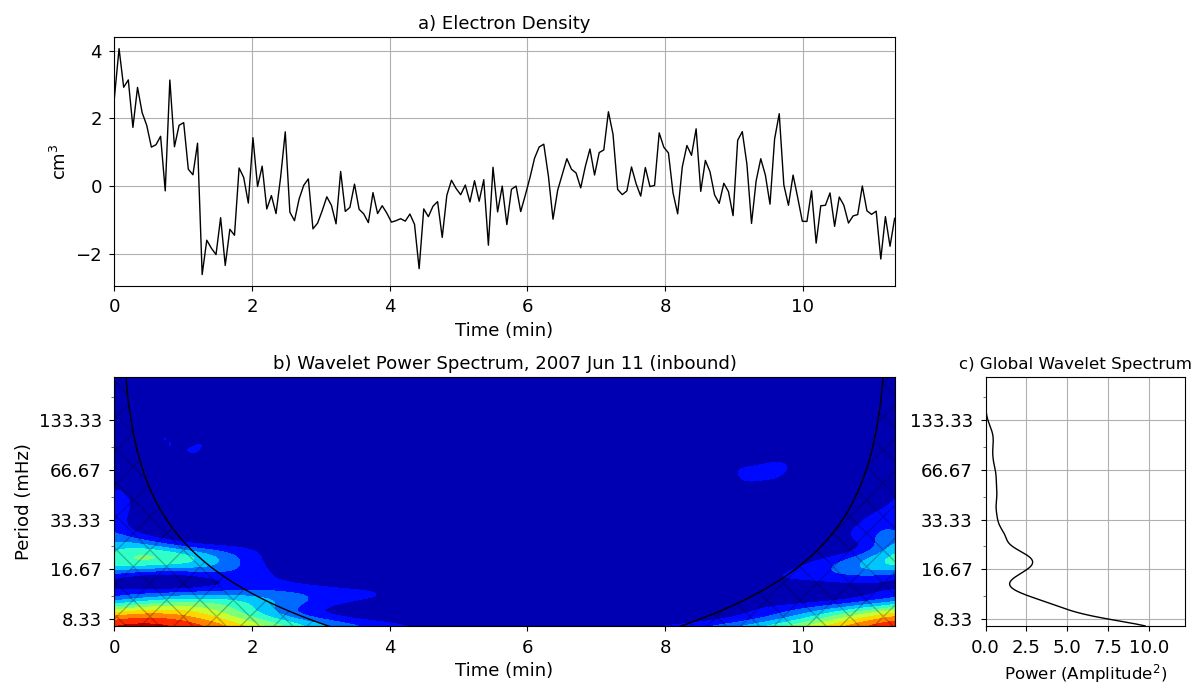 a) Electron Density
4
2
0
−2
cm³
0 2 4 6 8 10
Time (min)
b) Wavelet Power Spectrum, 2007 Jun 11 (inbound)
133.33
66.67
33.33
16.67
8.33
Period (mHz)
0 2 4 6 8 10
Time (min)
c) Global Wavelet Spectrum
133.33
66.67
33.33
16.67
8.33
0.0 2.5 5.0 7.5 10.0
Power (Amplitude²)